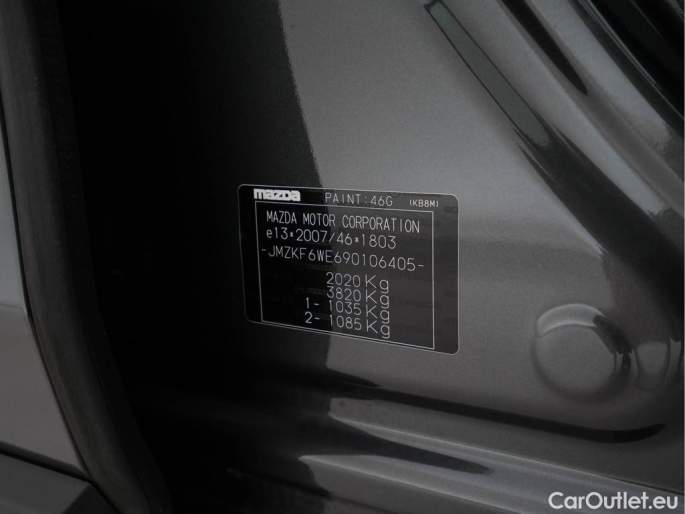 mazda PAINT:46G (KB8M)
MAZDA MOTOR CORPORATION
e13*2007/46*1803
-JMZKF6WE690106405-
2020 Kg
3820 Kg
1- 1035 Kg
2- 1085 Kg
CarOutlet.eu